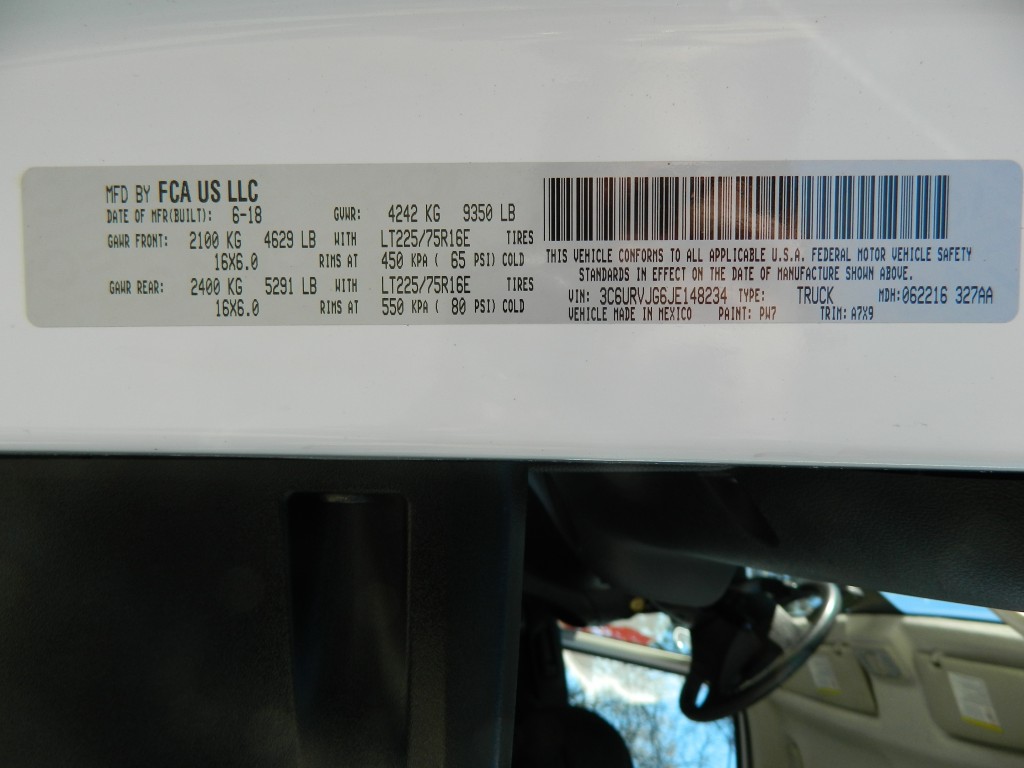 MFD BY FCA US LLC
DATE OF MFR(BUILT): 6-18 GVWR: 4242 KG 9350 LB
GAWR FRONT: 2100 KG 4629 LB WITH LT225/75R16E TIRES
16X6.0 RIMS AT 450 KPA ( 65 PSI) COLD
GAWR REAR: 2400 KG 5291 LB WITH LT225/75R16E TIRES
16X6.0 RIMS AT 550 KPA ( 80 PSI) COLD
THIS VEHICLE CONFORMS TO ALL APPLICABLE U.S.A. FEDERAL MOTOR VEHICLE SAFETY
STANDARDS IN EFFECT ON THE DATE OF MANUFACTURE SHOWN ABOVE.
VIN: 3C6URVJG6JE148234 TYPE: TRUCK MDH:062216 327AA
VEHICLE MADE IN MEXICO PAINT: PW7 TRIM: A7X9